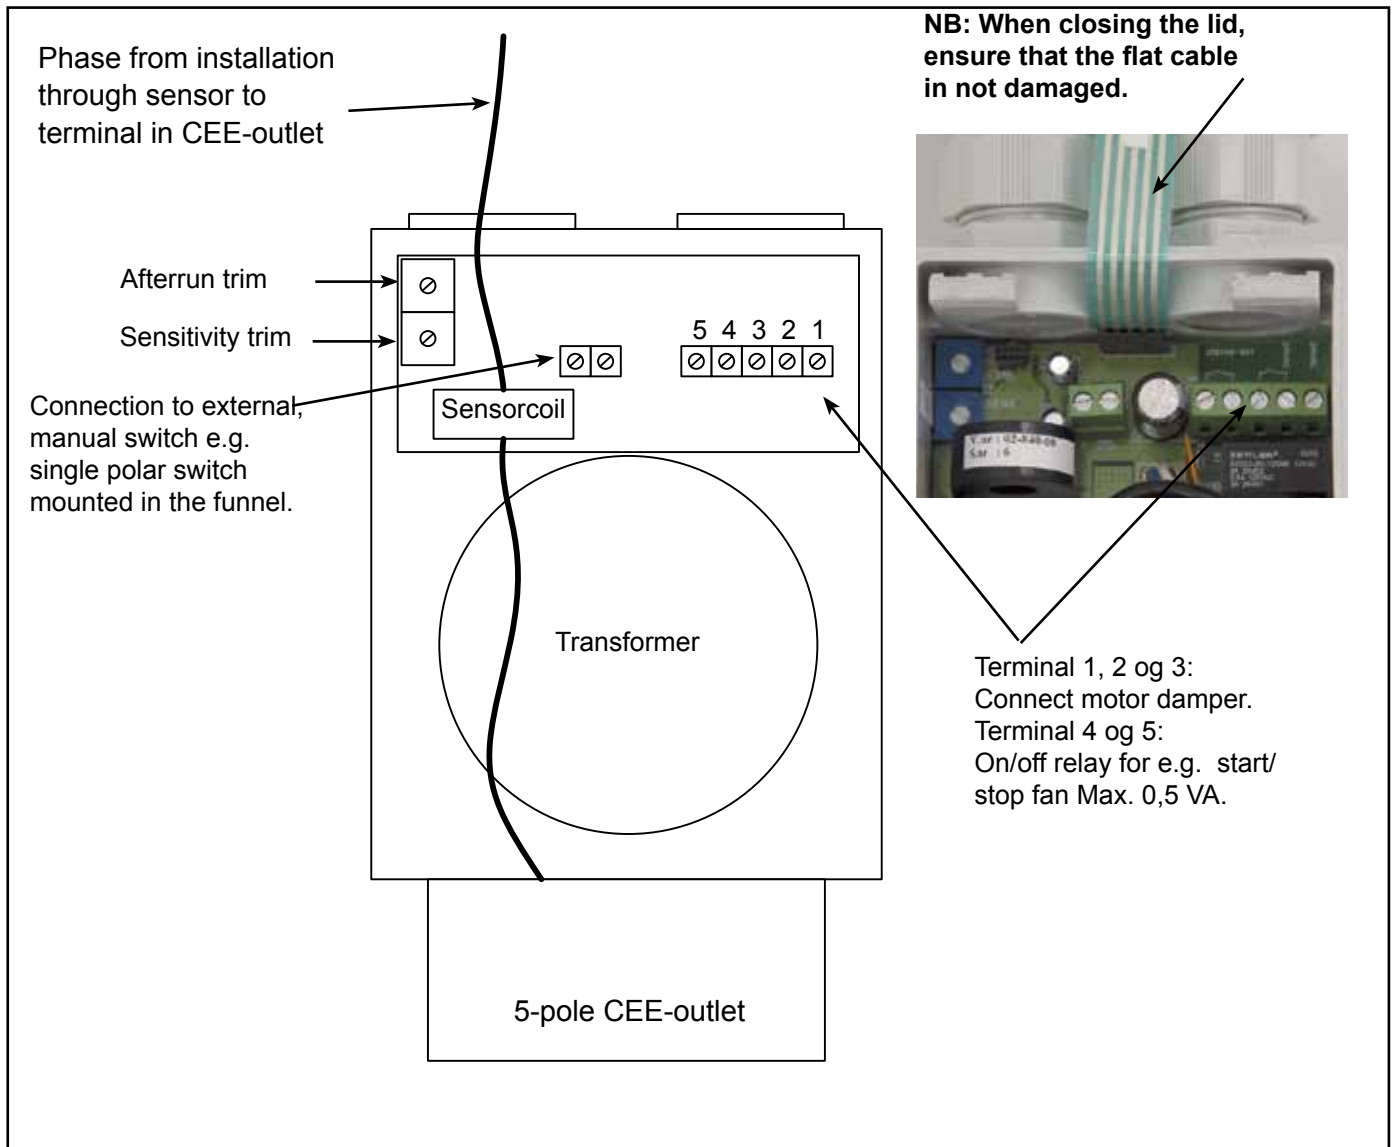 Phase from installation
through sensor to
terminal in CEE-outlet
NB: When closing the lid,
ensure that the flat cable
in not damaged.
Afterrun trim
Sensitivity trim
Connection to external,
manual switch e.g.
single polar switch
mounted in the funnel.
5 4 3 2 1
Sensorcoil
Transformer
5-pole CEE-outlet
Terminal 1, 2 og 3:
Connect motor damper.
Terminal 4 og 5:
On/off relay for e.g. start/
stop fan Max. 0,5 VA.